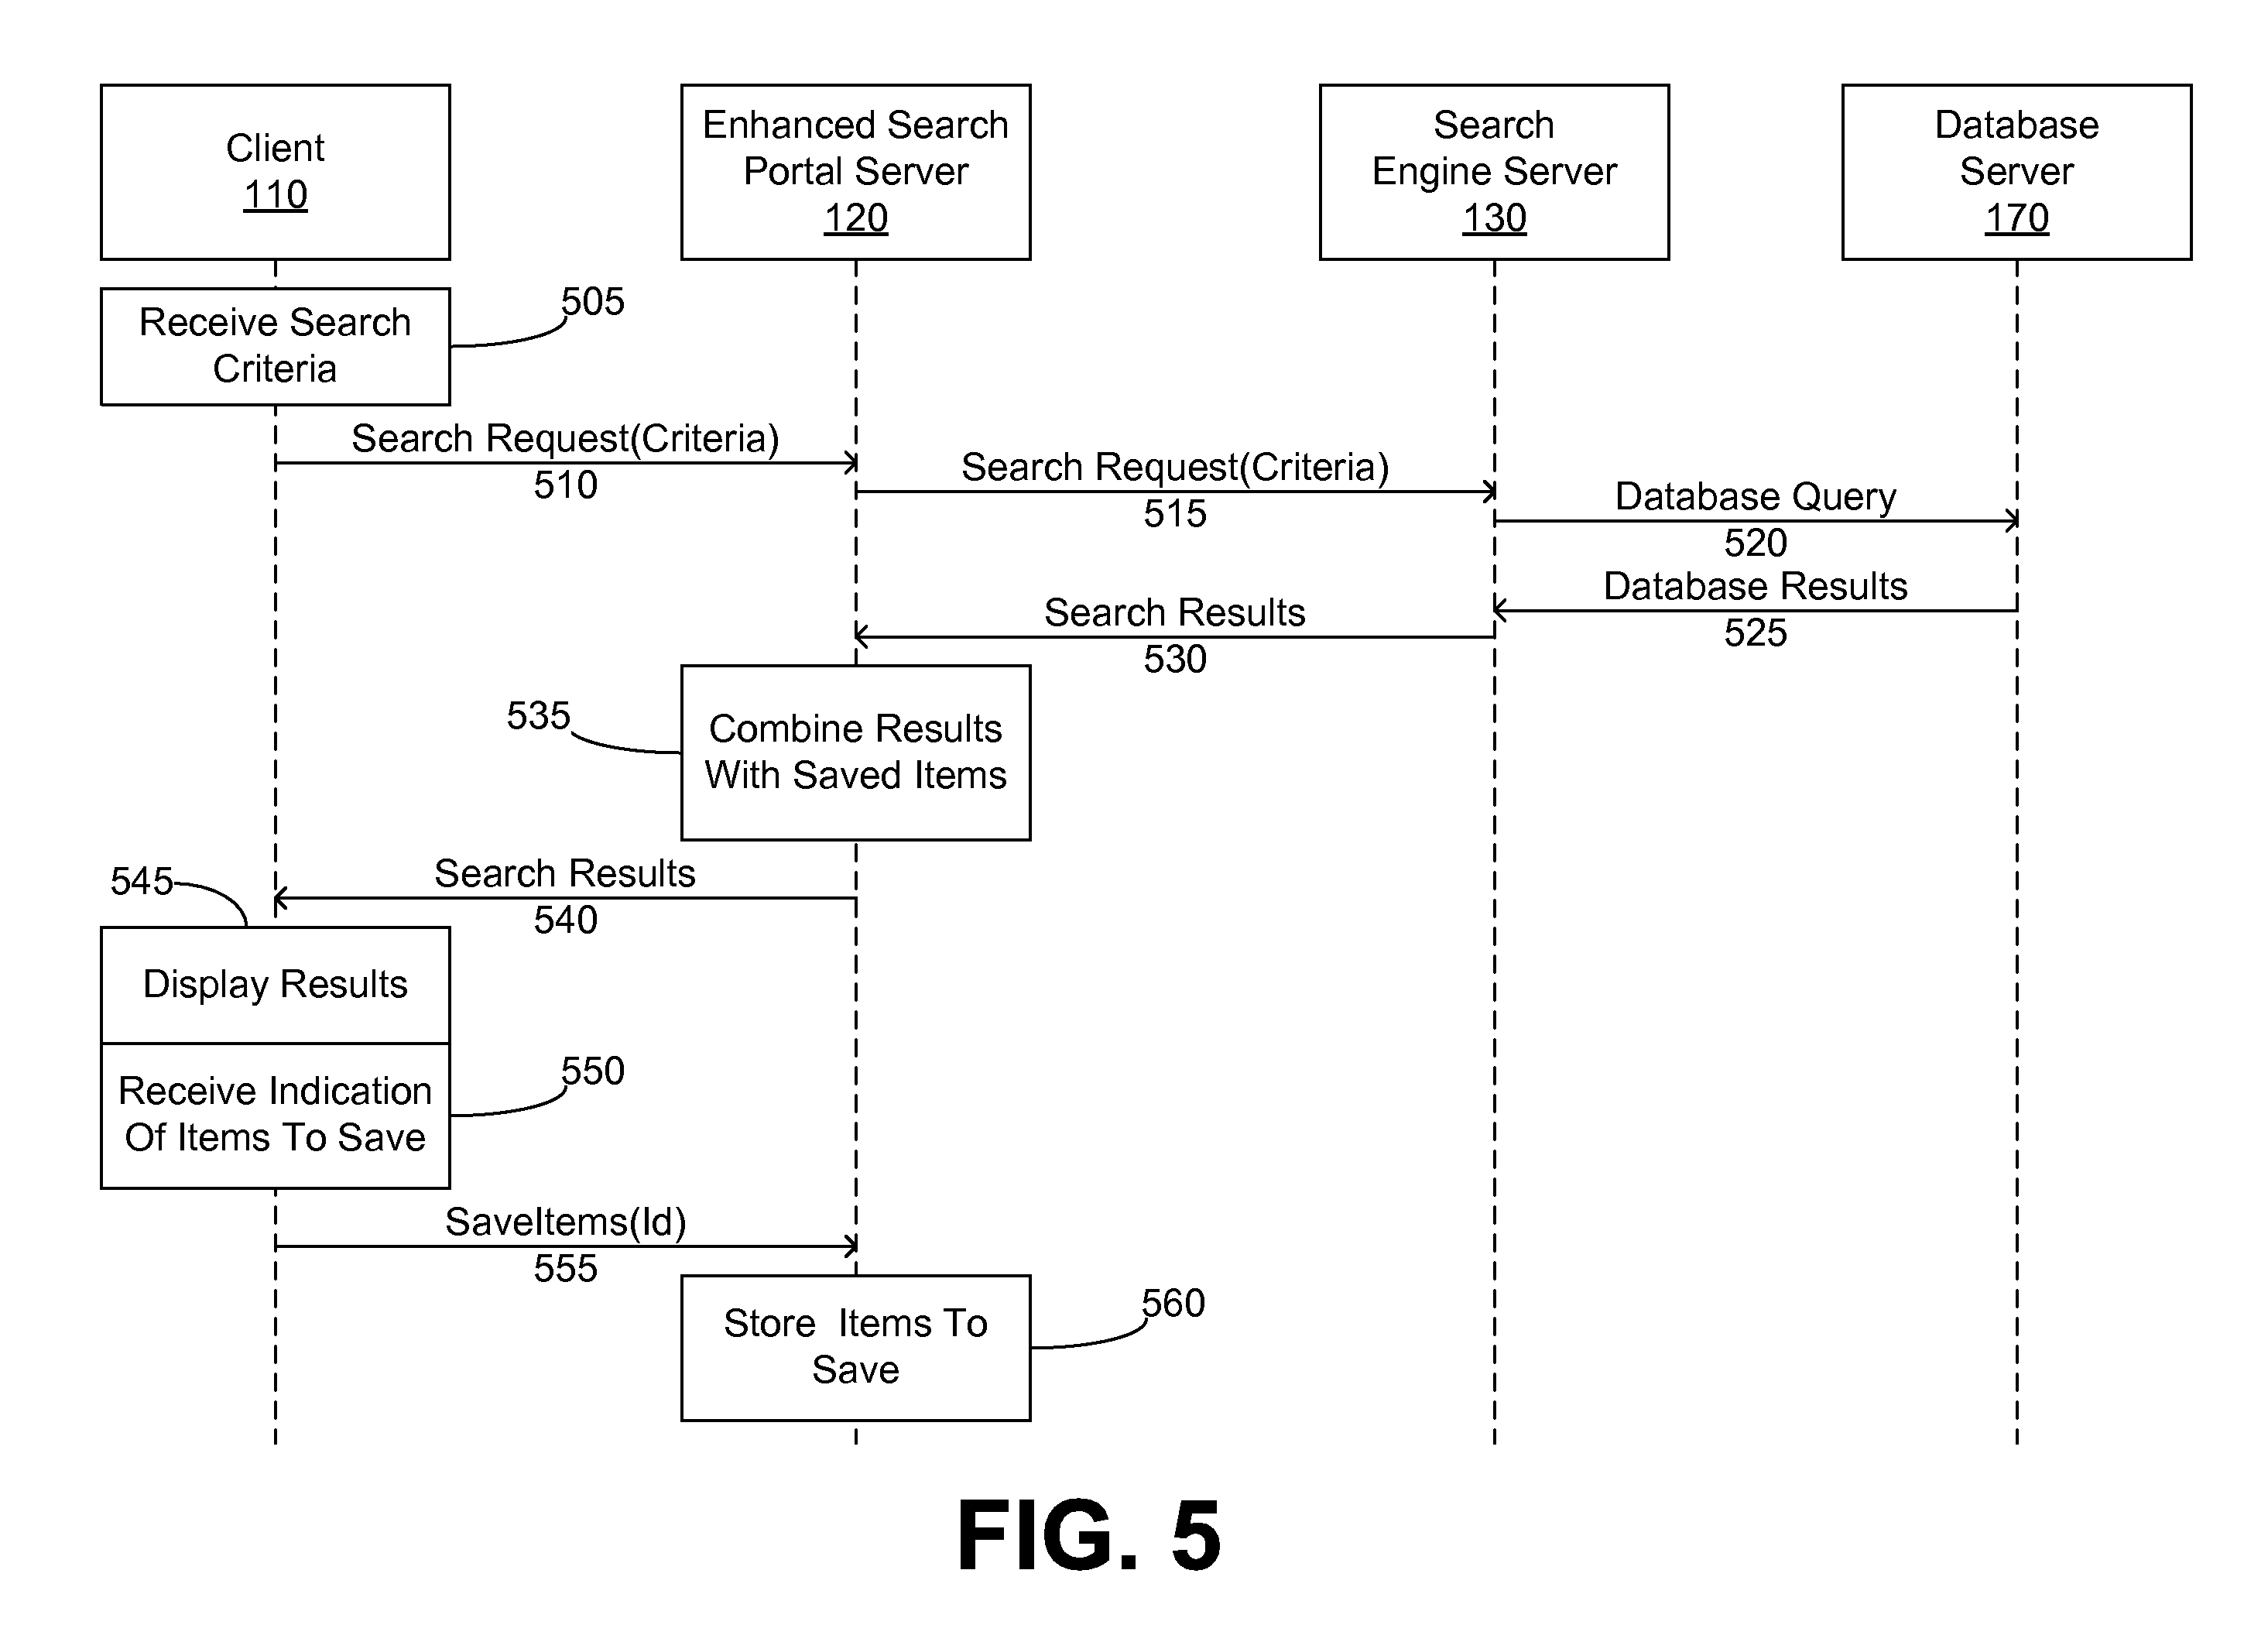 Client
110
Enhanced Search
Portal Server
120
Search
Engine Server
130
Database
Server
170
Receive Search
Criteria
505
Search Request(Criteria)
510
Search Request(Criteria)
515
Database Query
520
Database Results
525
Search Results
530
535
Combine Results
With Saved Items
Search Results
540
545
Display Results
Receive Indication
Of Items To Save
550
SaveItems(Id)
555
Store Items To
Save
560
FIG. 5